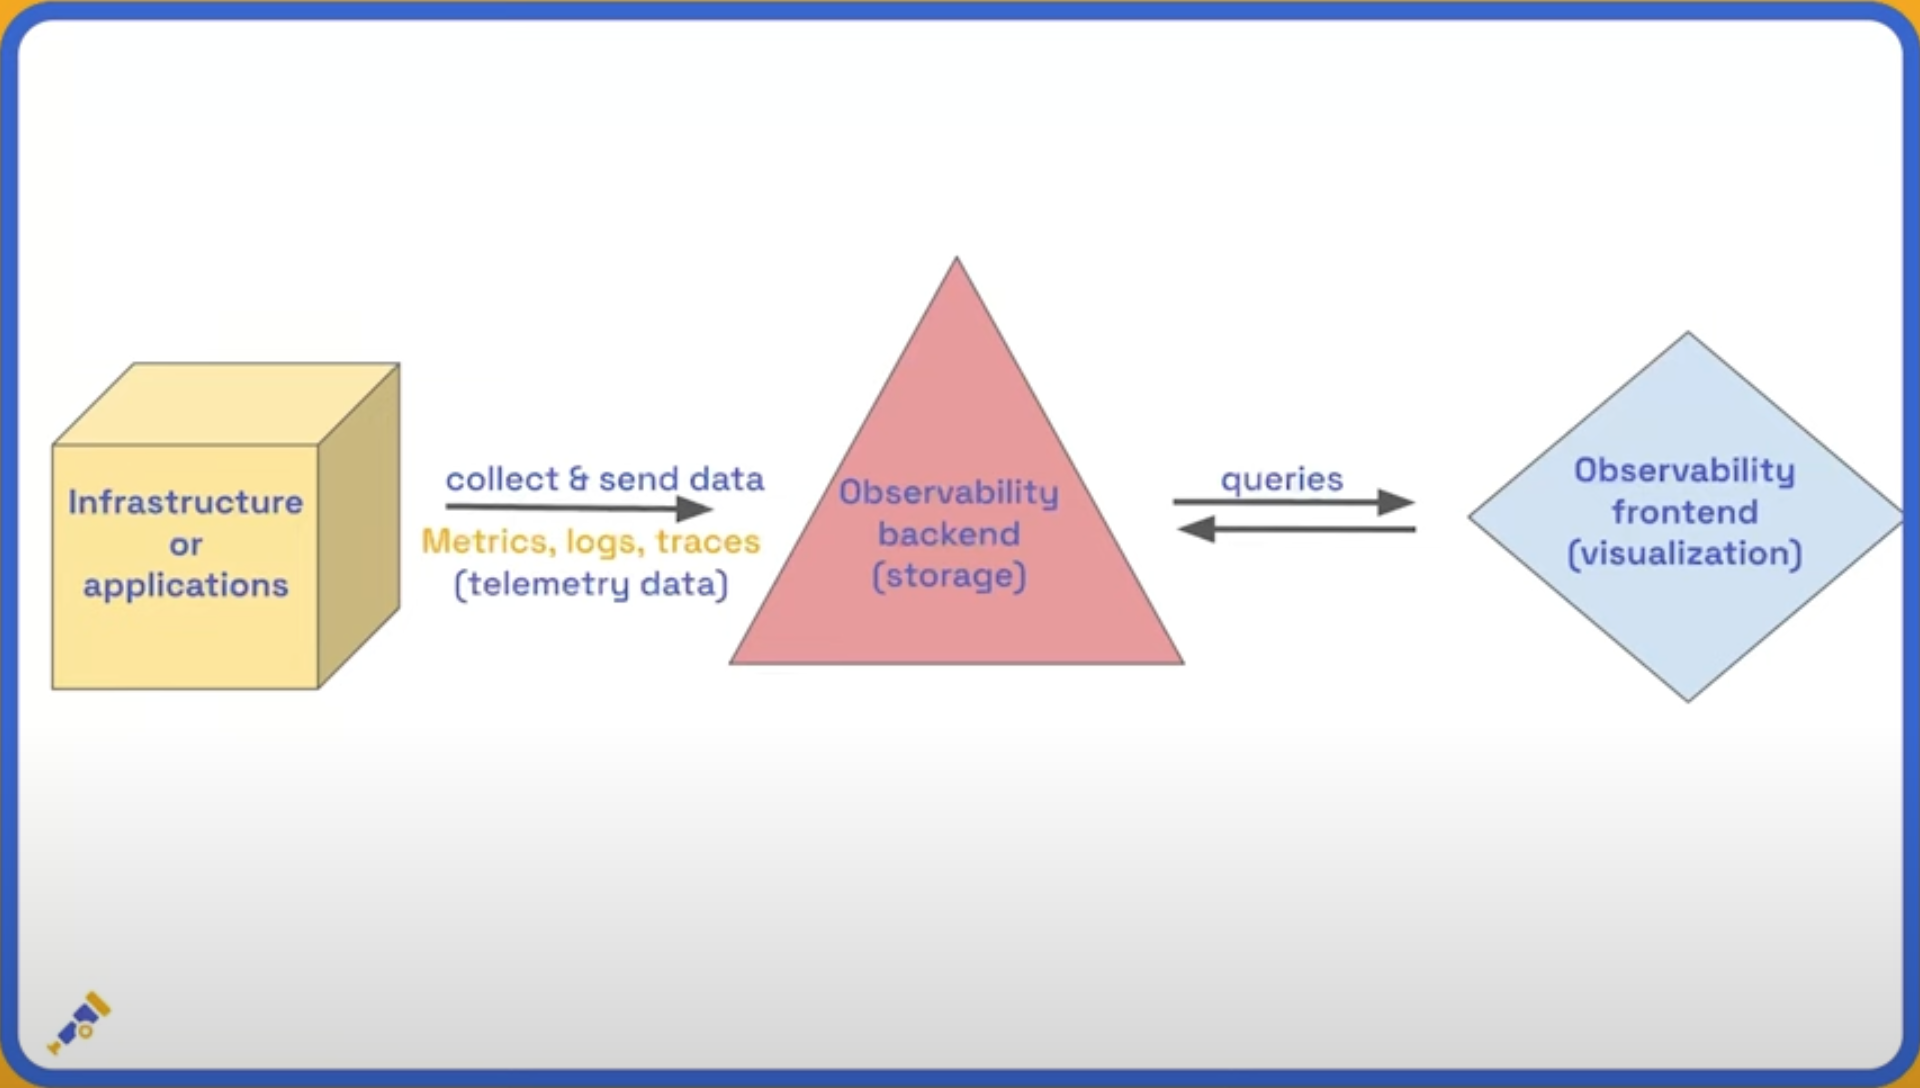 Infrastructure
or
applications
collect & send data
Metrics, logs, traces
(telemetry data)
Observability
backend
(storage)
queries
Observability
frontend
(visualization)